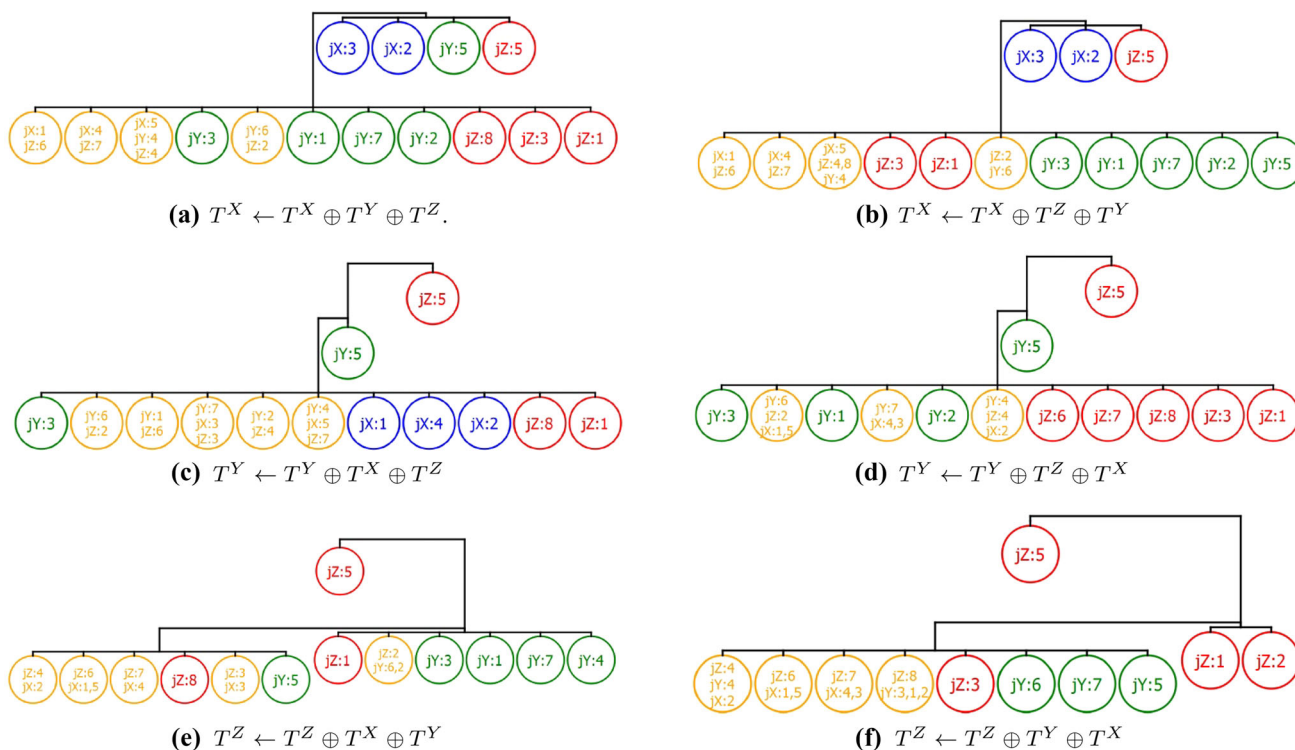 jX:3 jX:2 jY:5 jZ:5
jX:1 jZ:6
jX:4 jZ:7
jX:5 jY:4 jZ:4
jY:3
jY:6 jZ:2
jY:1
jY:7
jY:2
jZ:8
jZ:3
jZ:1
(a) T^X ← T^X ⊕ T^Y ⊕ T^Z.
jX:3 jX:2 jZ:5
jX:1 jZ:6
jX:4 jZ:7
jX:5 jZ:4,8 jY:4
jZ:3
jZ:1
jZ:2 jY:6
jY:3
jY:1
jY:7
jY:2
jY:5
(b) T^X ← T^X ⊕ T^Z ⊕ T^Y
jZ:5
jY:5
jY:3
jY:6 jZ:2
jY:1 jZ:6
jY:7 jX:3 jZ:3
jY:2 jZ:4
jY:4 jX:5 jZ:7
jX:1
jX:4
jX:2
jZ:8
jZ:1
(c) T^Y ← T^Y ⊕ T^X ⊕ T^Z
jZ:5
jY:5
jY:3
jY:6 jZ:2 jX:1,5
jY:1
jY:7 jX:4,3
jY:2
jY:4 jZ:4 jX:2
jZ:6
jZ:7
jZ:8
jZ:3
jZ:1
(d) T^Y ← T^Y ⊕ T^Z ⊕ T^X
jZ:5
jZ:4 jX:2
jZ:6 jX:1,5
jZ:7 jX:4
jZ:8
jZ:3 jX:3
jY:5
jZ:1
jZ:2 jY:6,2
jY:3
jY:1
jY:7
jY:4
(e) T^Z ← T^Z ⊕ T^X ⊕ T^Y
jZ:5
jZ:4 jY:4 jX:2
jZ:6 jX:1,5
jZ:7 jX:4,3
jZ:8 jY:3,1,2
jZ:3
jY:6
jY:7
jY:5
jZ:1
jZ:2
(f) T^Z ← T^Z ⊕ T^Y ⊕ T^X